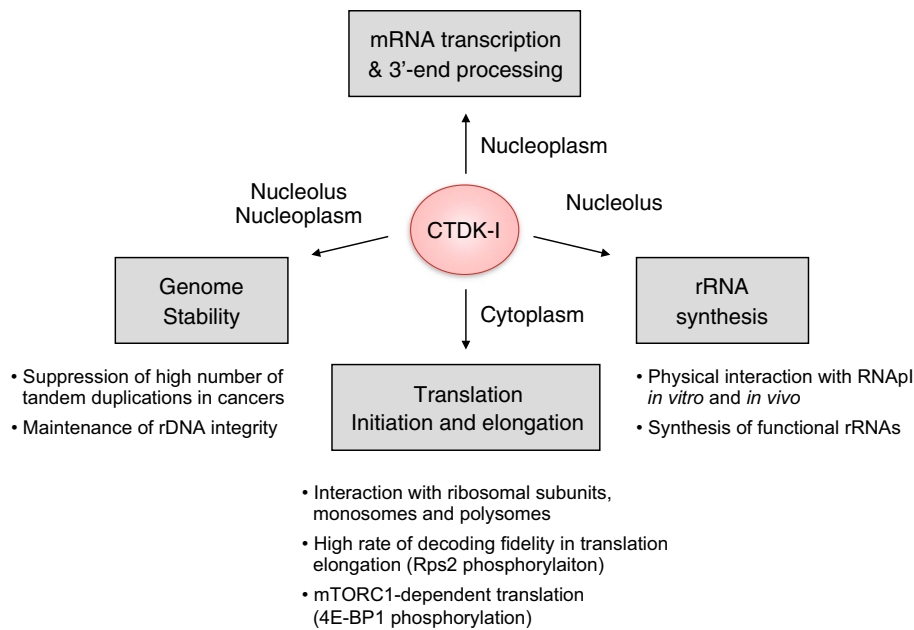 mRNA transcription
& 3’-end processing
Nucleoplasm
Nucleolus
Nucleoplasm
Nucleolus
CTDK-I
Genome
Stability
rRNA
synthesis
Cytoplasm
• Suppression of high number of
tandem duplications in cancers
• Maintenance of rDNA integrity
Translation
Initiation and elongation
• Physical interaction with RNApI
in vitro and in vivo
• Synthesis of functional rRNAs
• Interaction with ribosomal subunits,
monosomes and polysomes
• High rate of decoding fidelity in translation
elongation (Rps2 phosphorylaiton)
• mTORC1-dependent translation
(4E-BP1 phosphorylation)